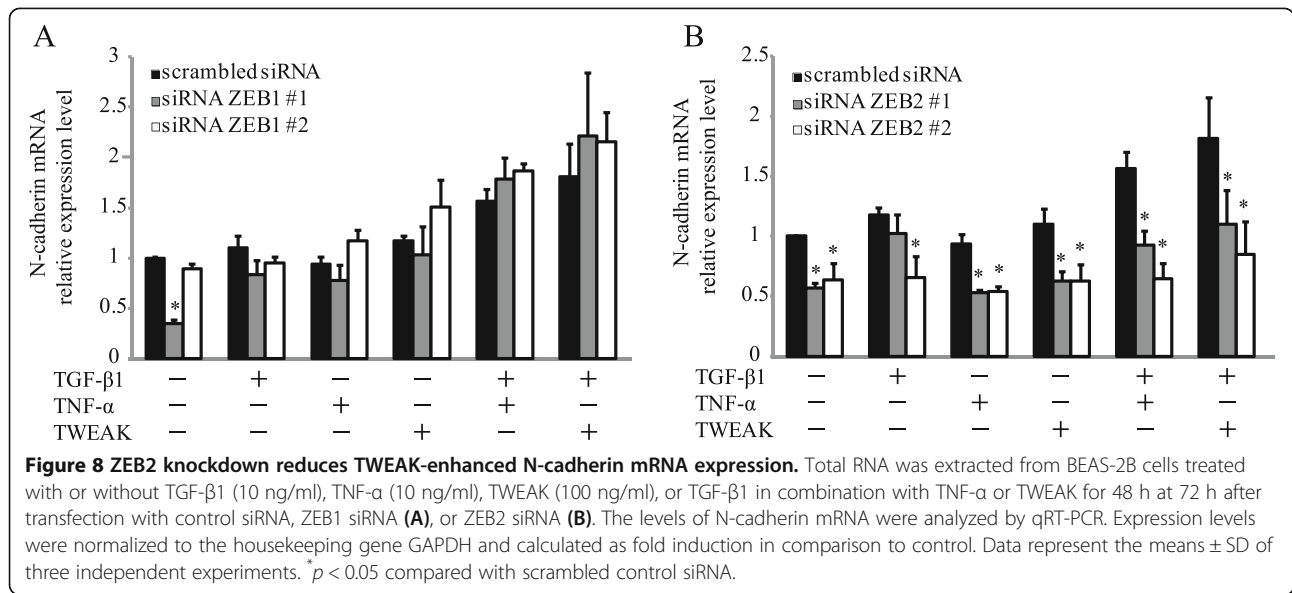 A
3
2.5
2
1.5
1
0.5
0
N-cadherin mRNA
relative expression level
scrambled siRNA
siRNA ZEB1 #1
siRNA ZEB1 #2
*
TGF-β1 − + − − + +
TNF-α − − + − + −
TWEAK − − − + − +
B
2.5
2
1.5
1
0.5
0
N-cadherin mRNA
relative expression level
scrambled siRNA
siRNA ZEB2 #1
siRNA ZEB2 #2
* * * * * * * * * * *
− + − − + +
− − + − + −
− − − + − +
Figure 8 ZEB2 knockdown reduces TWEAK-enhanced N-cadherin mRNA expression. Total RNA was extracted from BEAS-2B cells treated
with or without TGF-β1 (10 ng/ml), TNF-α (10 ng/ml), TWEAK (100 ng/ml), or TGF-β1 in combination with TNF-α or TWEAK for 48 h at 72 h after
transfection with control siRNA, ZEB1 siRNA (A), or ZEB2 siRNA (B). The levels of N-cadherin mRNA were analyzed by qRT-PCR. Expression levels
were normalized to the housekeeping gene GAPDH and calculated as fold induction in comparison to control. Data represent the means ± SD of
three independent experiments. *p < 0.05 compared with scrambled control siRNA.